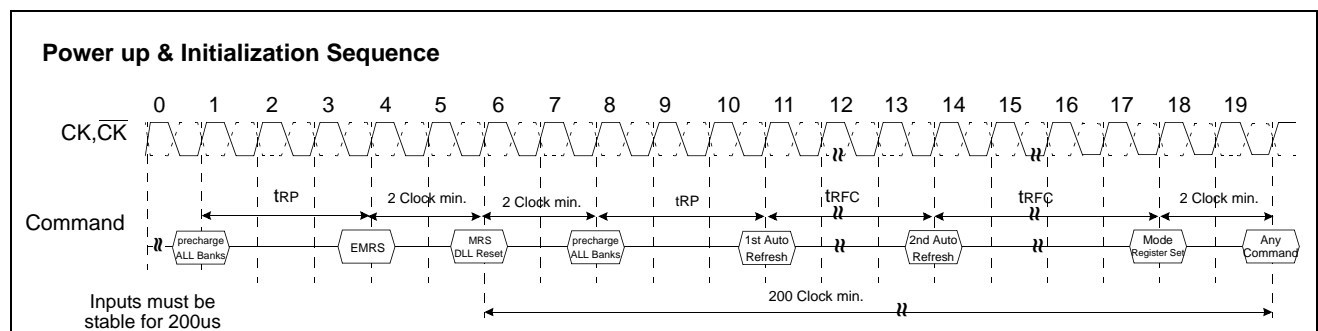 Power up & Initialization Sequence
0 1 2 3 4 5 6 7 8 9 10 11 12 13 14 15 16 17 18 19
CK,CK
tRP 2 Clock min. 2 Clock min. tRP tRFC tRFC 2 Clock min.
Command
precharge
ALL Banks
EMRS
MRS
DLL Reset
precharge
ALL Banks
1st Auto
Refresh
2nd Auto
Refresh
Mode
Register Set
Any
Command
200 Clock min.
Inputs must be
stable for 200us